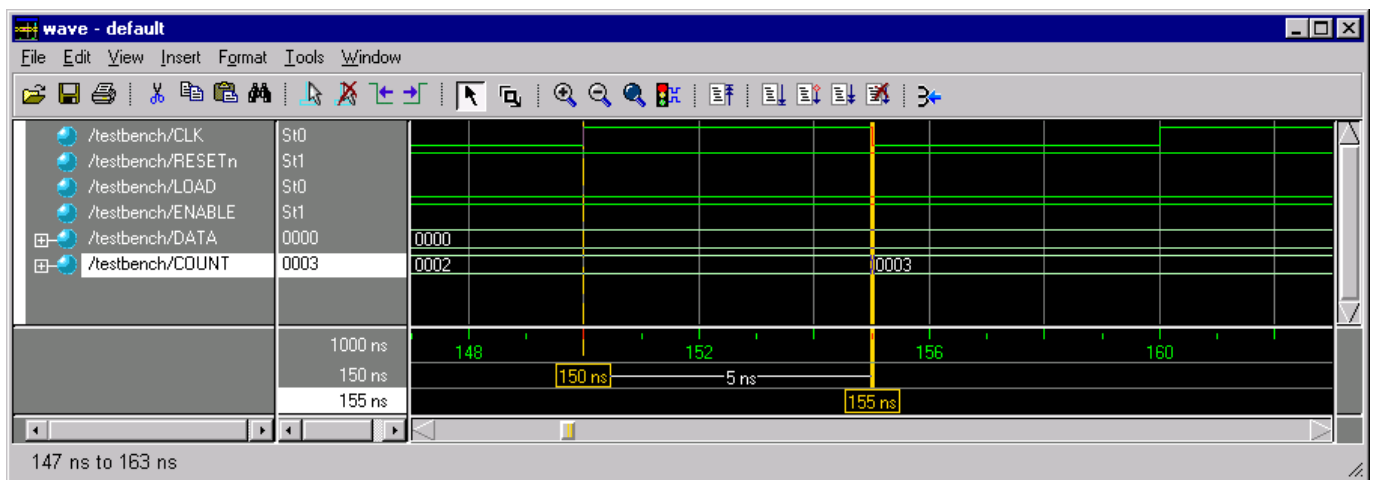 wave - default
File Edit View Insert Format Tools Window
/testbench/CLK St0
/testbench/RESETn St1
/testbench/LOAD St0
/testbench/ENABLE St1
/testbench/DATA 0000 0000
/testbench/COUNT 0003 0002 0003
1000 ns 148 152 156 160
150 ns 150 ns 5 ns
155 ns 155 ns
147 ns to 163 ns